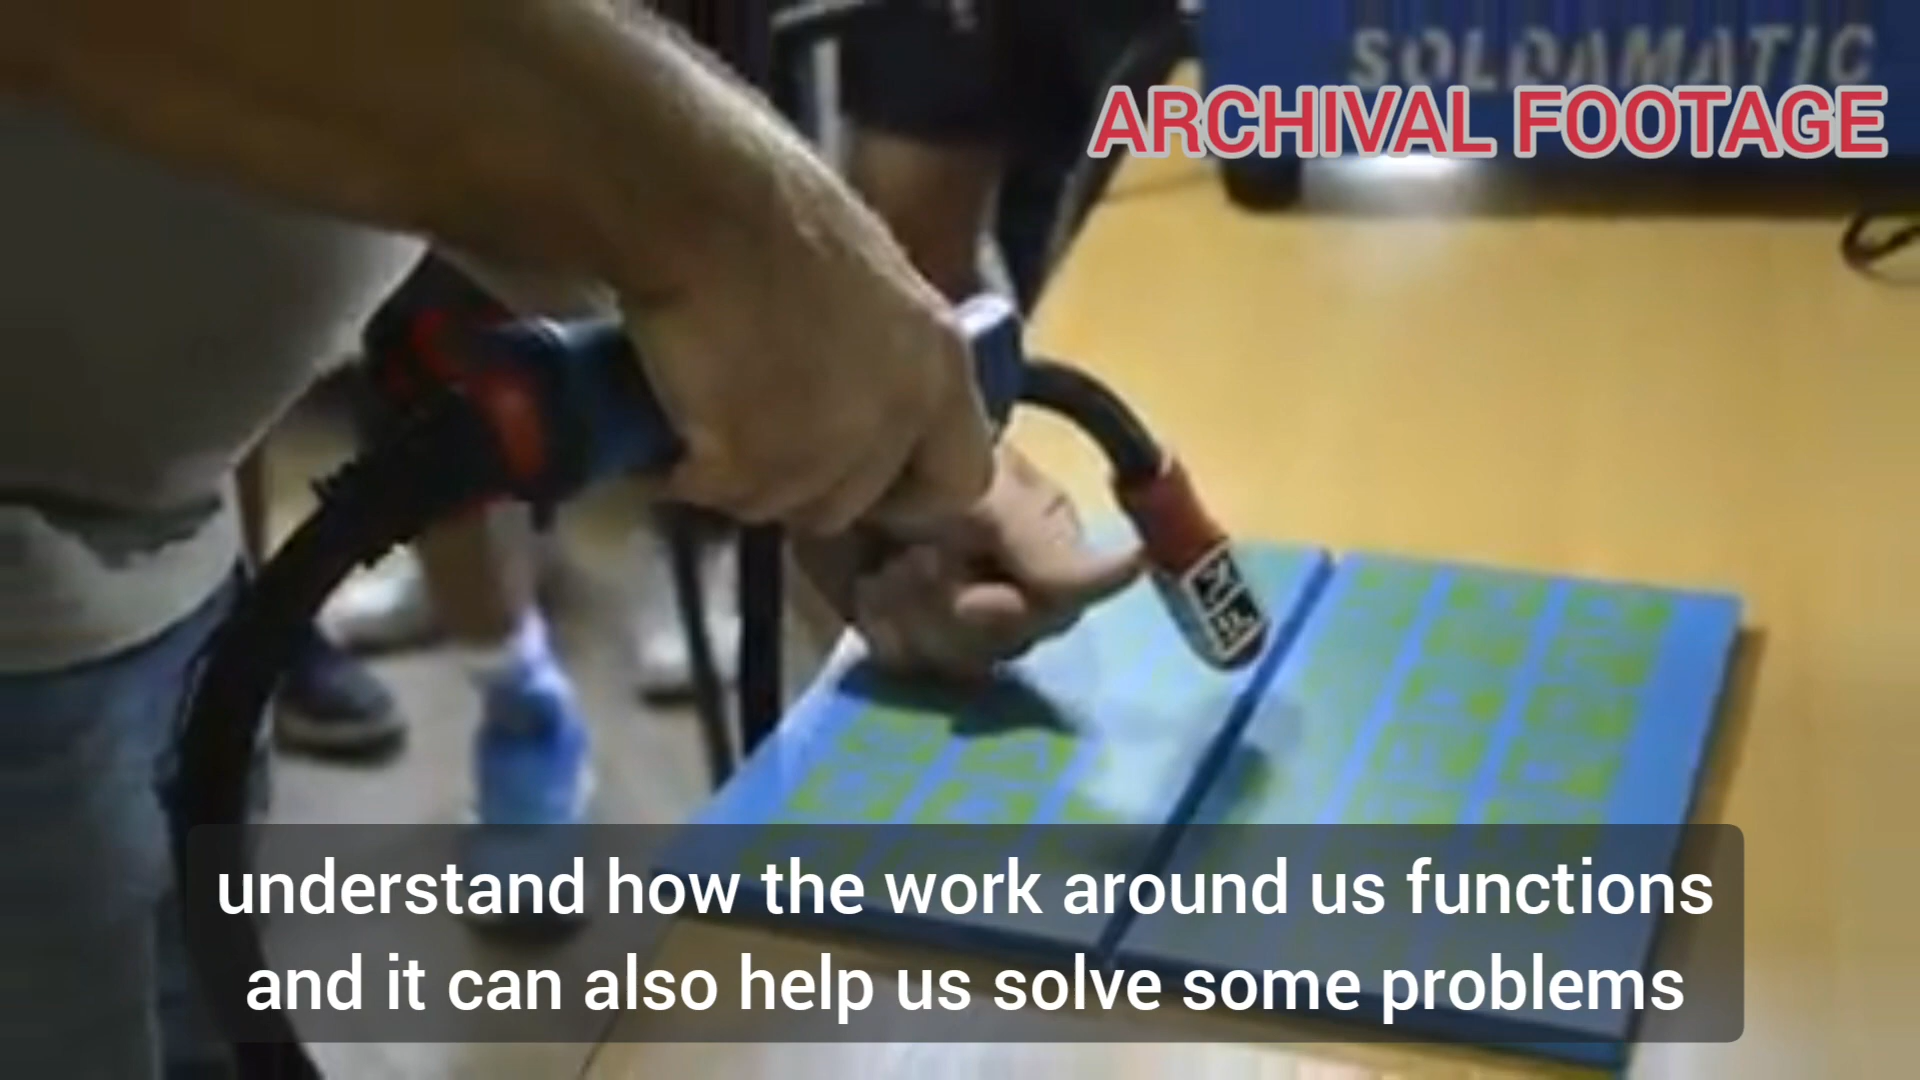 SOLDAMATIC
ARCHIVAL FOOTAGE
understand how the work around us functions
and it can also help us solve some problems